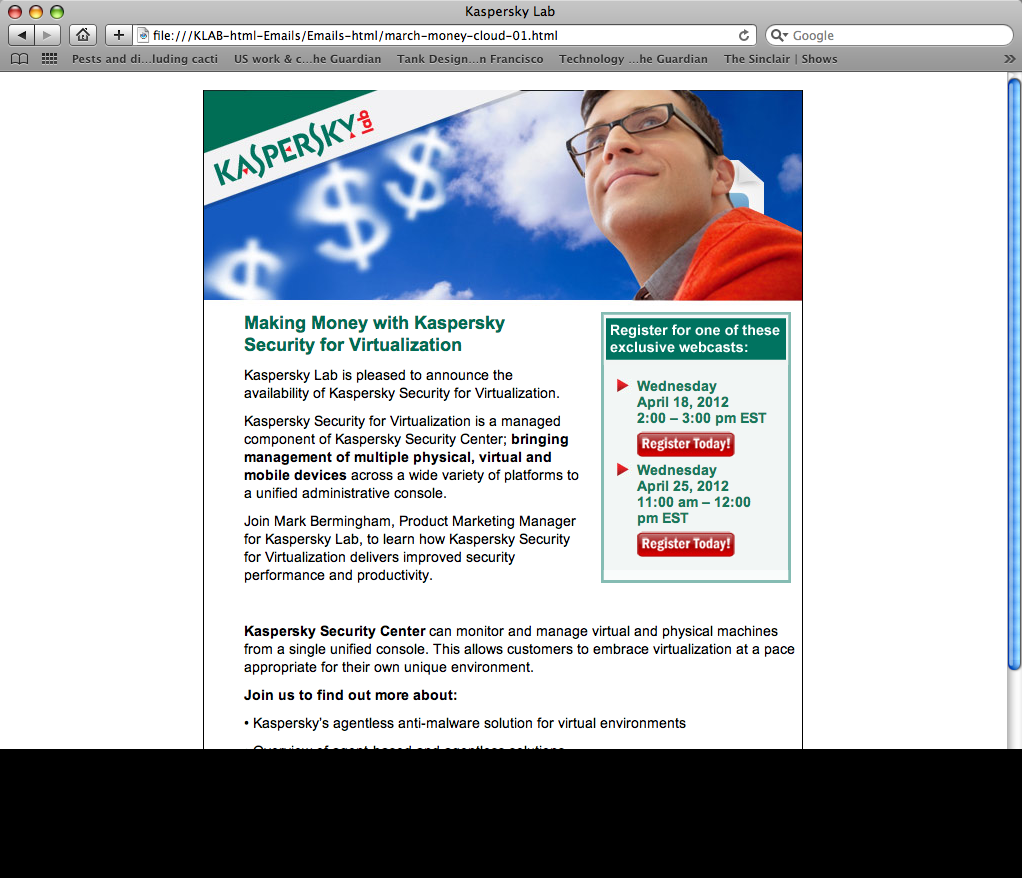 Kaspersky Lab
file:///KLAB-html-Emails/Emails-html/march-money-cloud-01.html
Google
Pests and di...luding cacti US work & c...he Guardian Tank Design...n Francisco Technology ...he Guardian The Sinclair | Shows
KASPERSKY lab
Making Money with Kaspersky
Security for Virtualization
Kaspersky Lab is pleased to announce the
availability of Kaspersky Security for Virtualization.
Kaspersky Security for Virtualization is a managed
component of Kaspersky Security Center; bringing
management of multiple physical, virtual and
mobile devices across a wide variety of platforms to
a unified administrative console.
Join Mark Bermingham, Product Marketing Manager
for Kaspersky Lab, to learn how Kaspersky Security
for Virtualization delivers improved security
performance and productivity.
Register for one of these
exclusive webcasts:
Wednesday
April 18, 2012
2:00 – 3:00 pm EST
Register Today!
Wednesday
April 25, 2012
11:00 am – 12:00
pm EST
Register Today!
Kaspersky Security Center can monitor and manage virtual and physical machines
from a single unified console. This allows customers to embrace virtualization at a pace
appropriate for their own unique environment.
Join us to find out more about:
• Kaspersky's agentless anti-malware solution for virtual environments
Overview of agent-based and agentless solutions